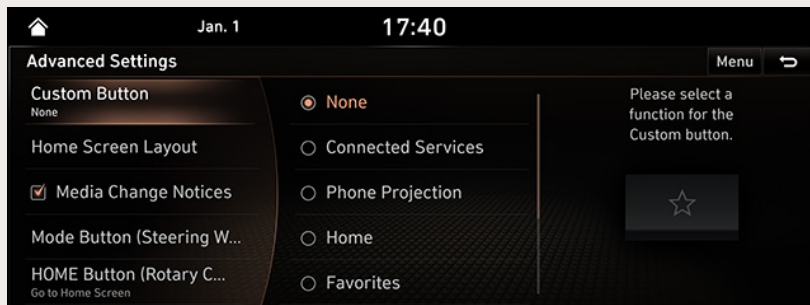 Jan. 1
17:40
Advanced Settings
Menu
Custom Button
None
Home Screen Layout
Media Change Notices
Mode Button (Steering W...
HOME Button (Rotary C...
Go to Home Screen
None
Connected Services
Phone Projection
Home
Favorites
Please select a
function for the
Custom button.